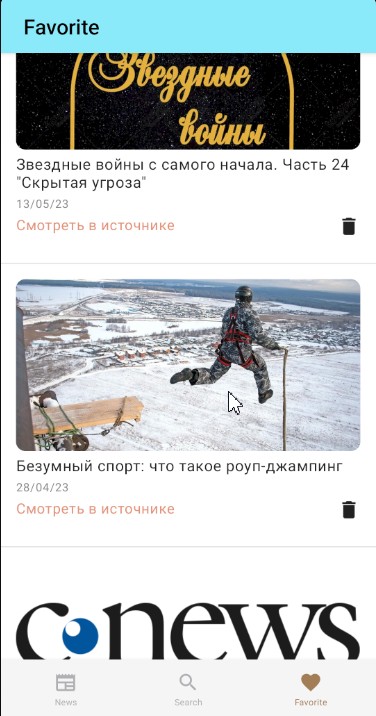 Favorite
Звездные
войны
Звездные войны с самого начала. Часть 24
"Скрытая угроза"
13/05/23
Смотреть в источнике
Безумный спорт: что такое роуп-джампинг
28/04/23
Смотреть в источнике
cnews
News
Search
Favorite